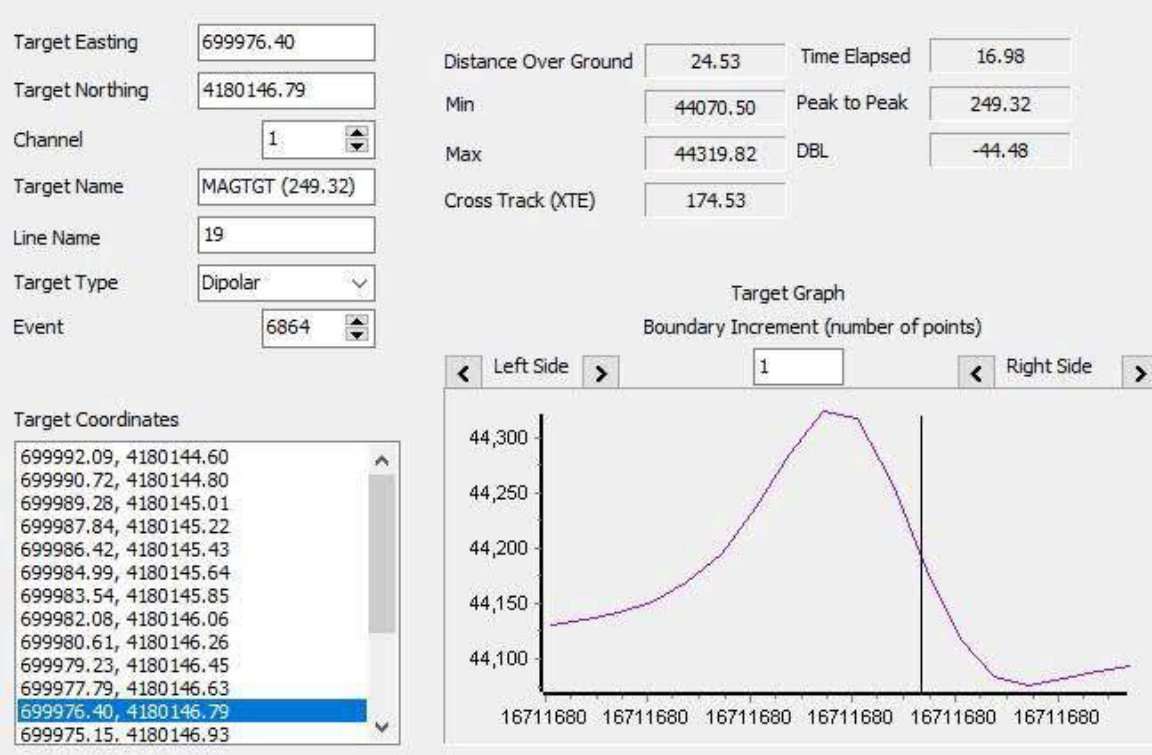 Target Easting 699976.40
Target Northing 4180146.79
Channel 1
Target Name MAGTGT (249.32)
Line Name 19
Target Type Dipolar
Event 6864
Distance Over Ground 24.53 Time Elapsed 16.98
Min 44070.50 Peak to Peak 249.32
Max 44319.82 DBL -44.48
Cross Track (XTE) 174.53
Target Graph
Boundary Increment (number of points)
Left Side 1 Right Side
Target Coordinates
699992.09, 4180144.60
699990.72, 4180144.80
699989.28, 4180145.01
699987.84, 4180145.22
699986.42, 4180145.43
699984.99, 4180145.64
699983.54, 4180145.85
699982.08, 4180146.06
699980.61, 4180146.26
699979.23, 4180146.45
699977.79, 4180146.63
699976.40, 4180146.79
699975.15, 4180146.93
44,300
44,250
44,200
44,150
44,100
16711680 16711680 16711680 16711680 16711680 16711680